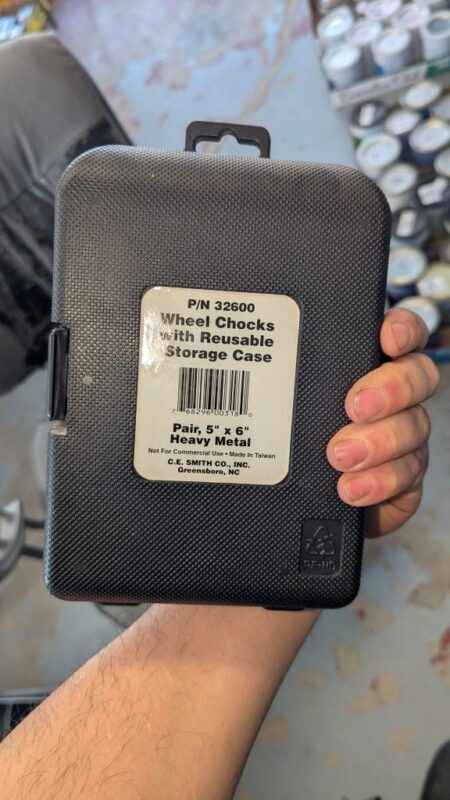 P/N 32600
Wheel Chocks
with Reusable
Storage Case
Pair, 5" x 6"
Heavy Metal
Not For Commercial Use • Made In Taiwan
C.E. SMITH CO., INC.
Greensboro, NC